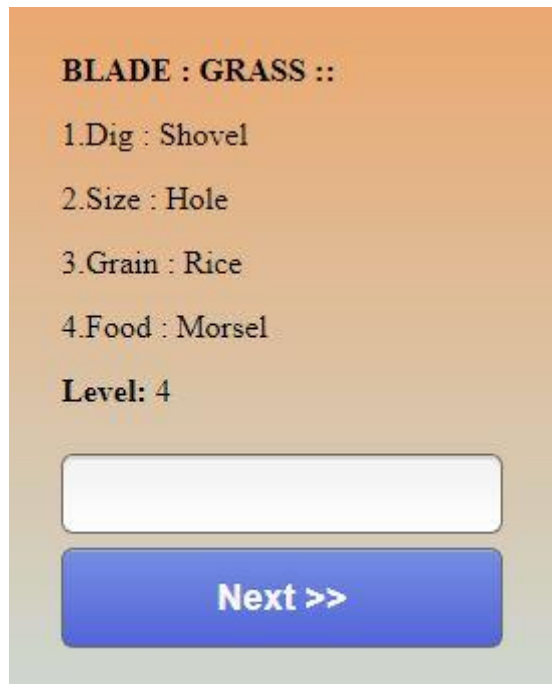 BLADE : GRASS ::
1.Dig : Shovel
2.Size : Hole
3.Grain : Rice
4.Food : Morsel
Level: 4
Next >>